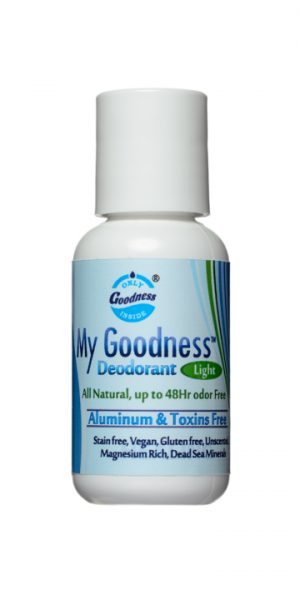 ONLY
Goodness ®
INSIDE
My Goodness™
Deodorant Light
All Natural, up to 48Hr odor Free
Aluminum & Toxins Free
Stain free, Vegan, Gluten free, Unscented
Magnesium Rich, Dead Sea Minerals